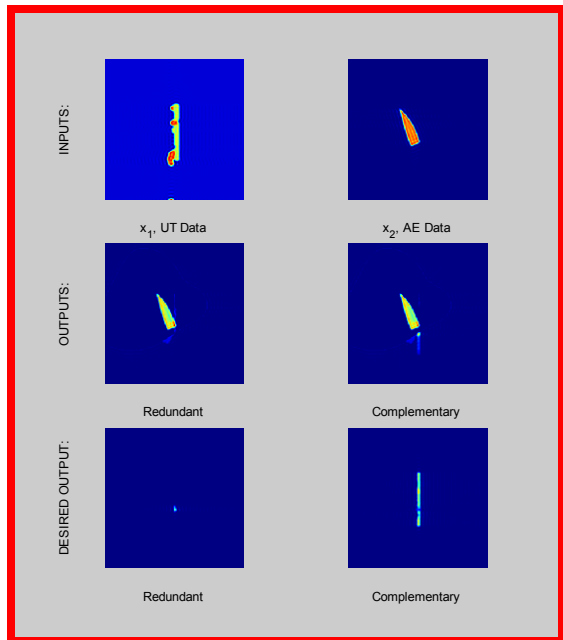 INPUTS:
x1, UT Data
x2, AE Data
OUTPUTS:
Redundant
Complementary
DESIRED OUTPUT:
Redundant
Complementary